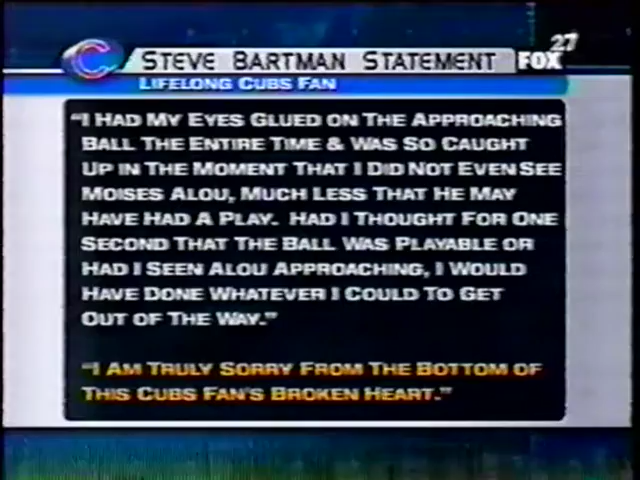 STEVE BARTMAN STATEMENT
FOX 27
LIFELONG CUBS FAN
"I HAD MY EYES GLUED ON THE APPROACHING
BALL THE ENTIRE TIME & WAS SO CAUGHT
UP IN THE MOMENT THAT I DID NOT EVEN SEE
MOISES ALOU, MUCH LESS THAT HE MAY
HAVE HAD A PLAY. HAD I THOUGHT FOR ONE
SECOND THAT THE BALL WAS PLAYABLE OR
HAD I SEEN ALOU APPROACHING, I WOULD
HAVE DONE WHATEVER I COULD TO GET
OUT OF THE WAY."
"I AM TRULY SORRY FROM THE BOTTOM OF
THIS CUBS FAN'S BROKEN HEART."